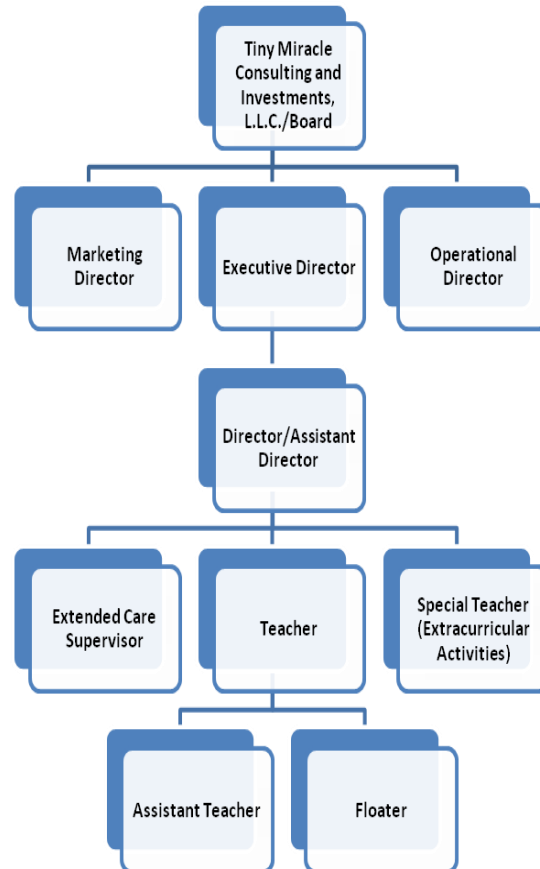 Tiny Miracle
Consulting and
Investments,
L.L.C./Board
Marketing
Director
Executive Director
Operational
Director
Director/Assistant
Director
Extended Care
Supervisor
Teacher
Special Teacher
(Extracurricular
Activities)
Assistant Teacher
Floater